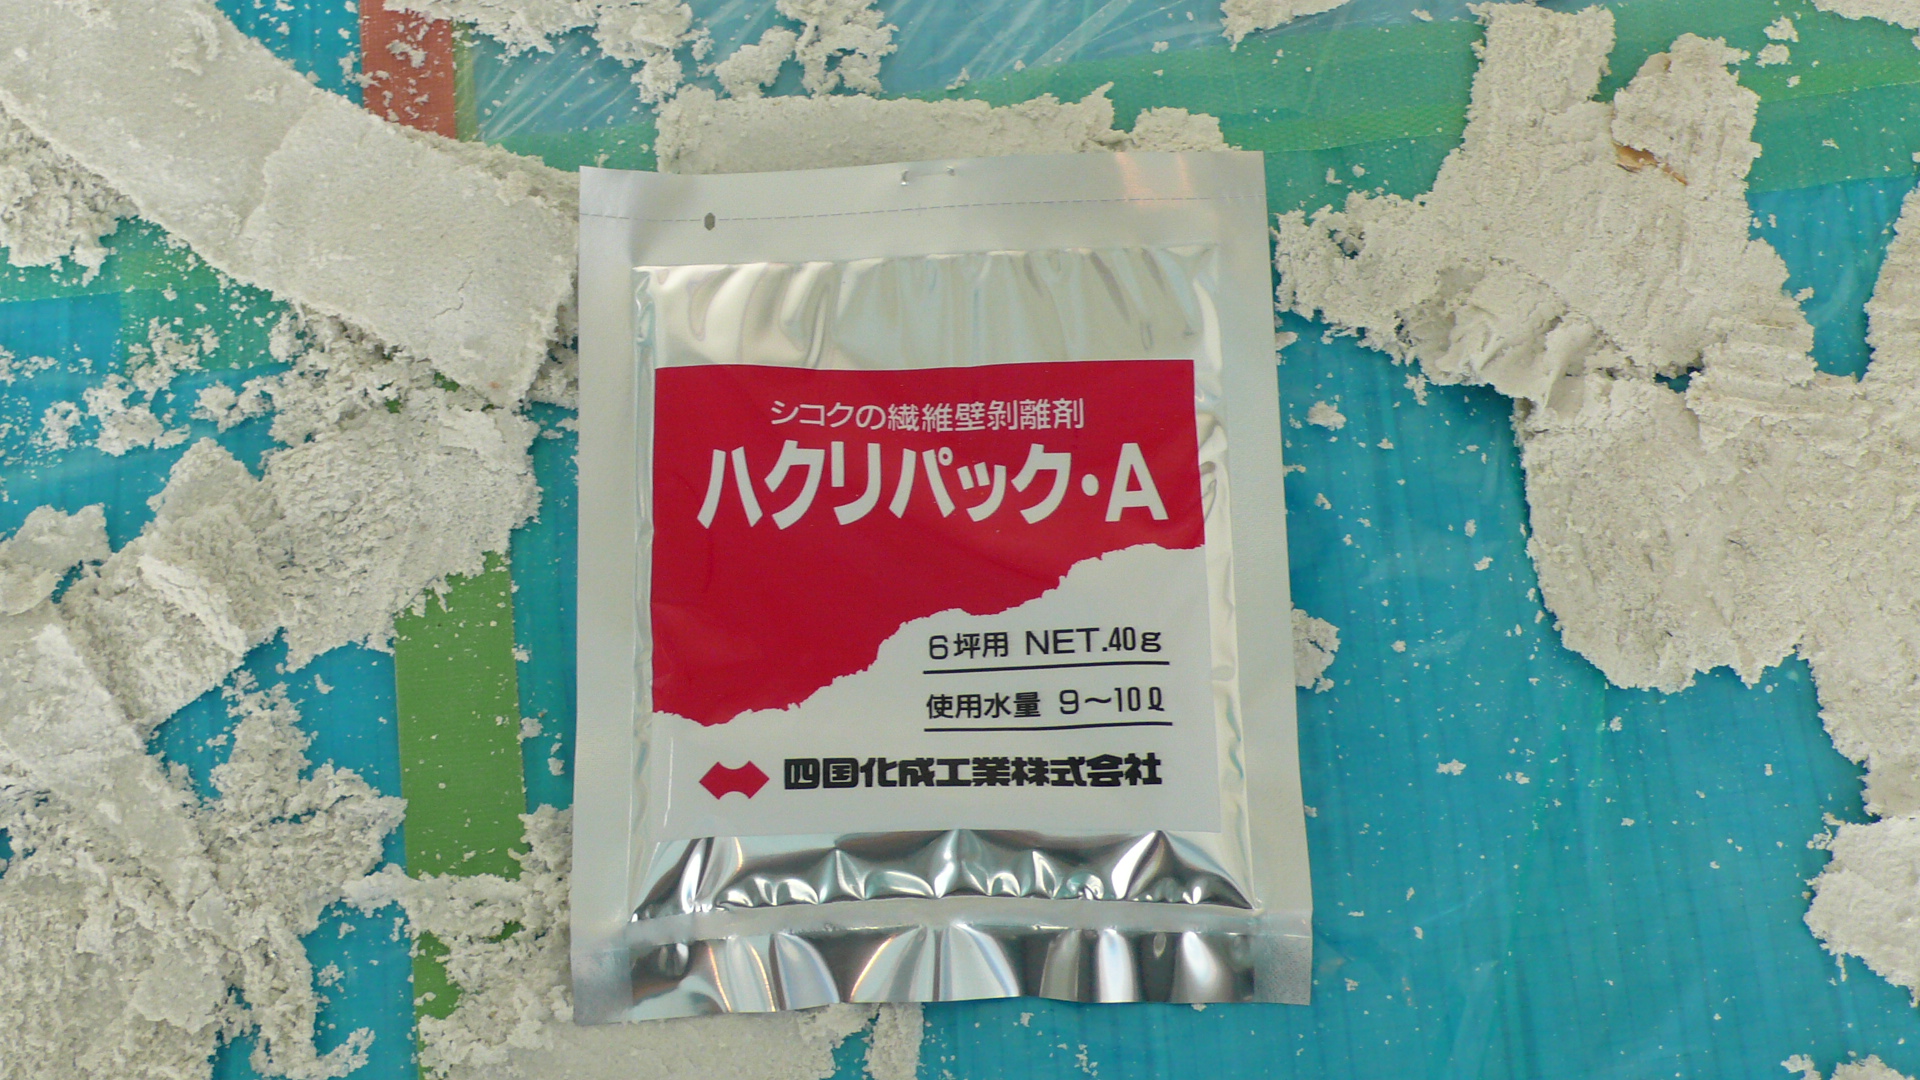 シコクの繊維壁剥離剤
ハクリパック・A
6坪用 NET.40g
使用水量 9〜10ℓ
四国化成工業株式会社